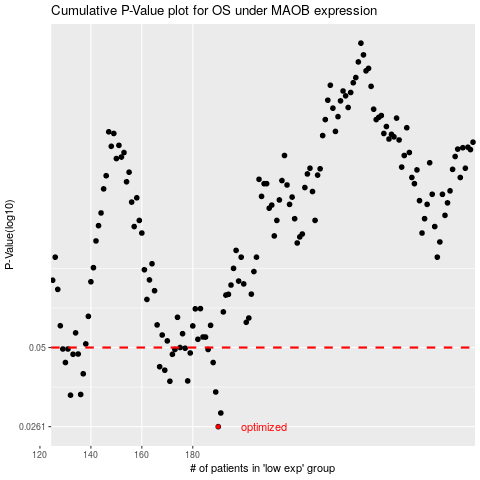 Cumulative P-Value plot for OS under MAOB expression
P-Value(log10)
0.05
0.0261
optimized
120 140 160 180
# of patients in 'low exp' group